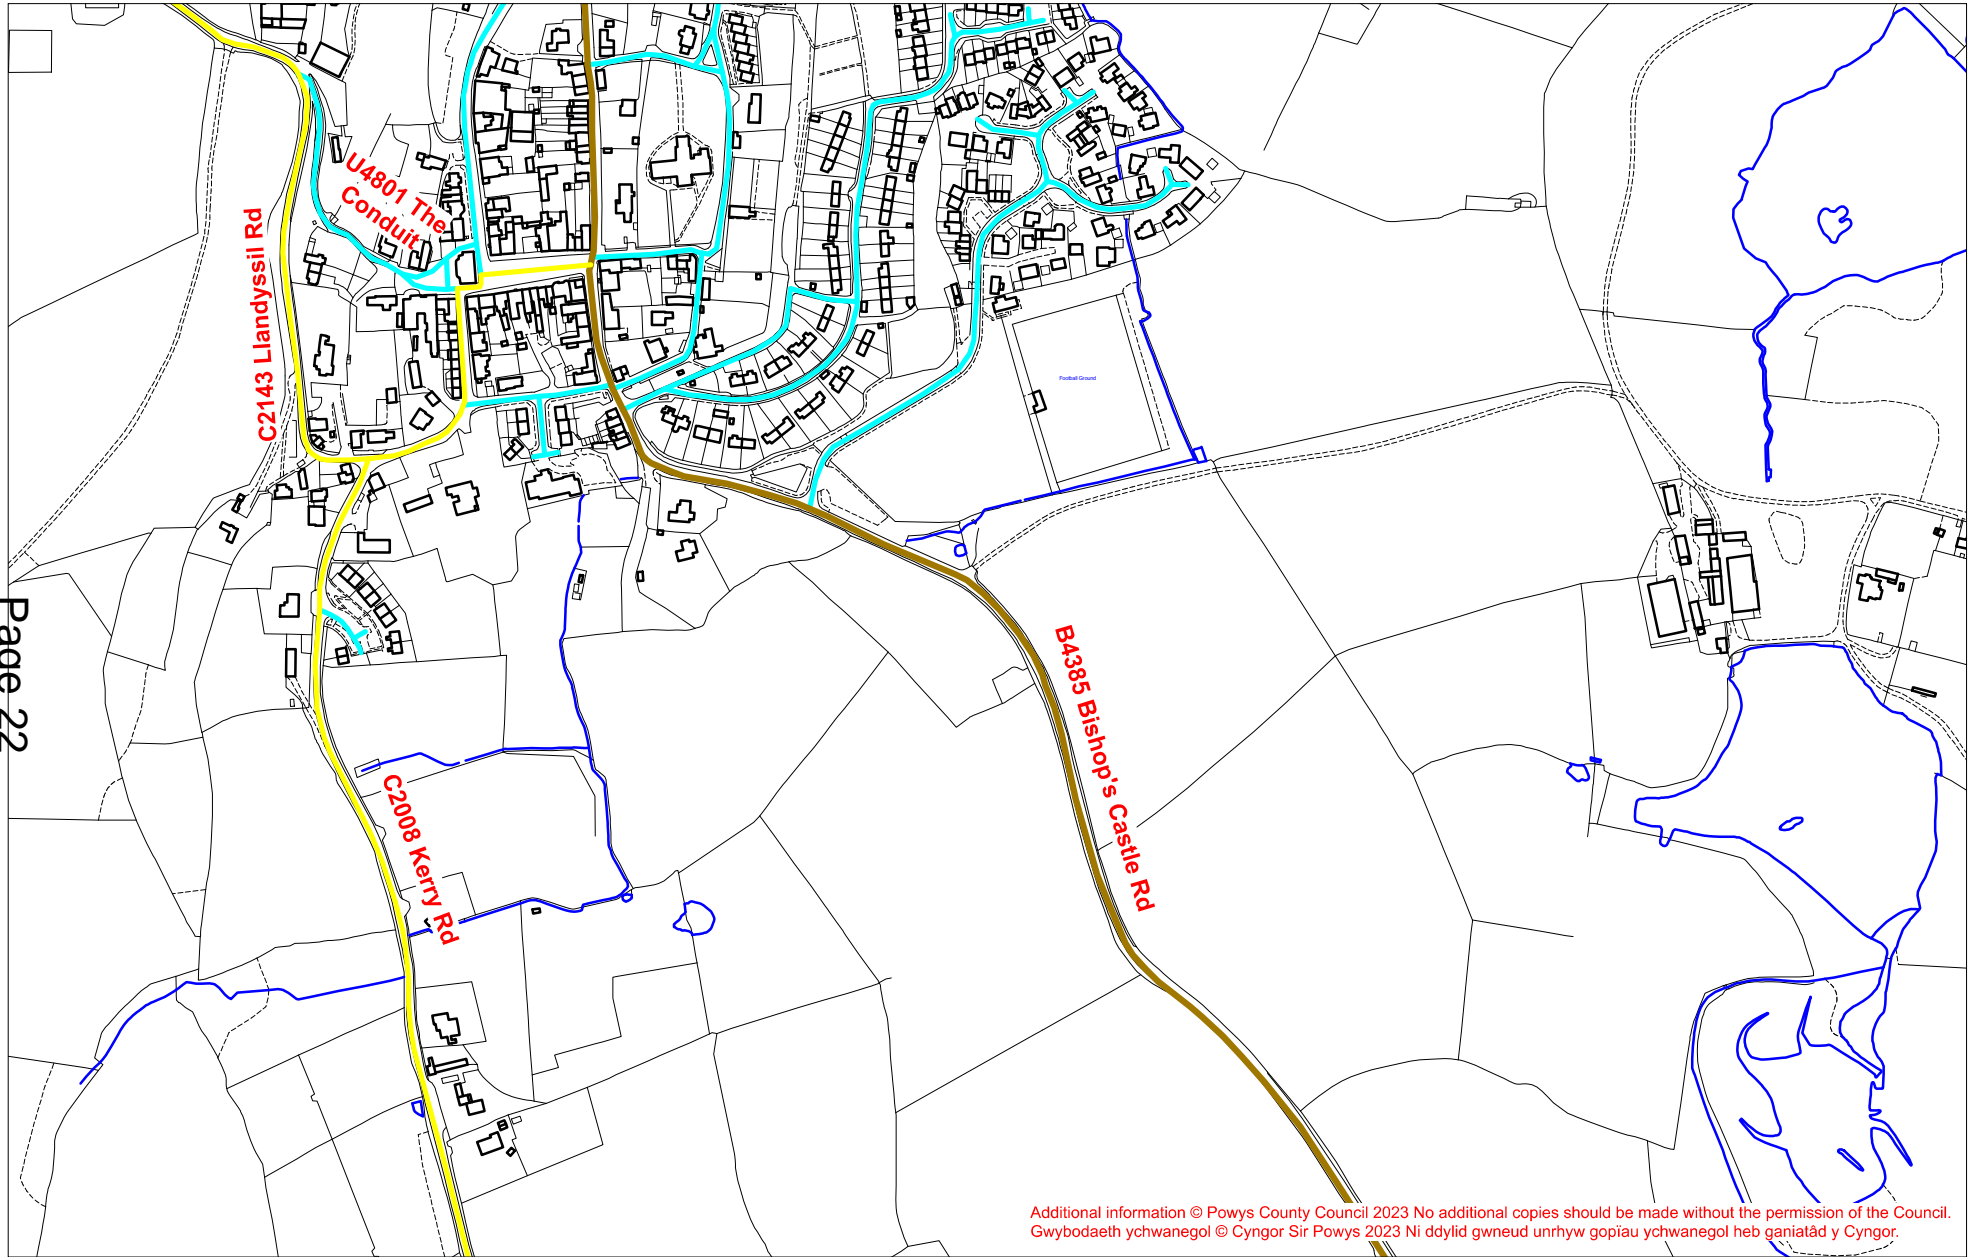 U4801 The
Conduit
C2143 Llandyssil Rd
Football Ground
Page 22
B4385 Bishop's Castle Rd
C2008 Kerry Rd
Additional information © Powys County Council 2023 No additional copies should be made without the permission of the Council.
Gwybodaeth ychwanegol © Cyngor Sir Powys 2023 Ni ddylid gwneud unrhyw gopïau ychwanegol heb ganiatâd y Cyngor.